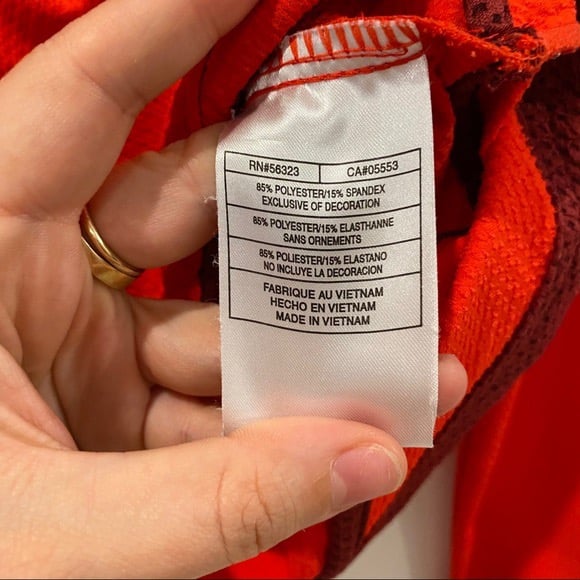 RN#56323 CA#05553
85% POLYESTER/15% SPANDEX
EXCLUSIVE OF DECORATION
85% POLYESTER/15% ELASTHANNE
SANS ORNEMENTS
85% POLIESTER/15% ELASTANO
NO INCLUYE LA DECORACION
FABRIQUE AU VIETNAM
HECHO EN VIETNAM
MADE IN VIETNAM